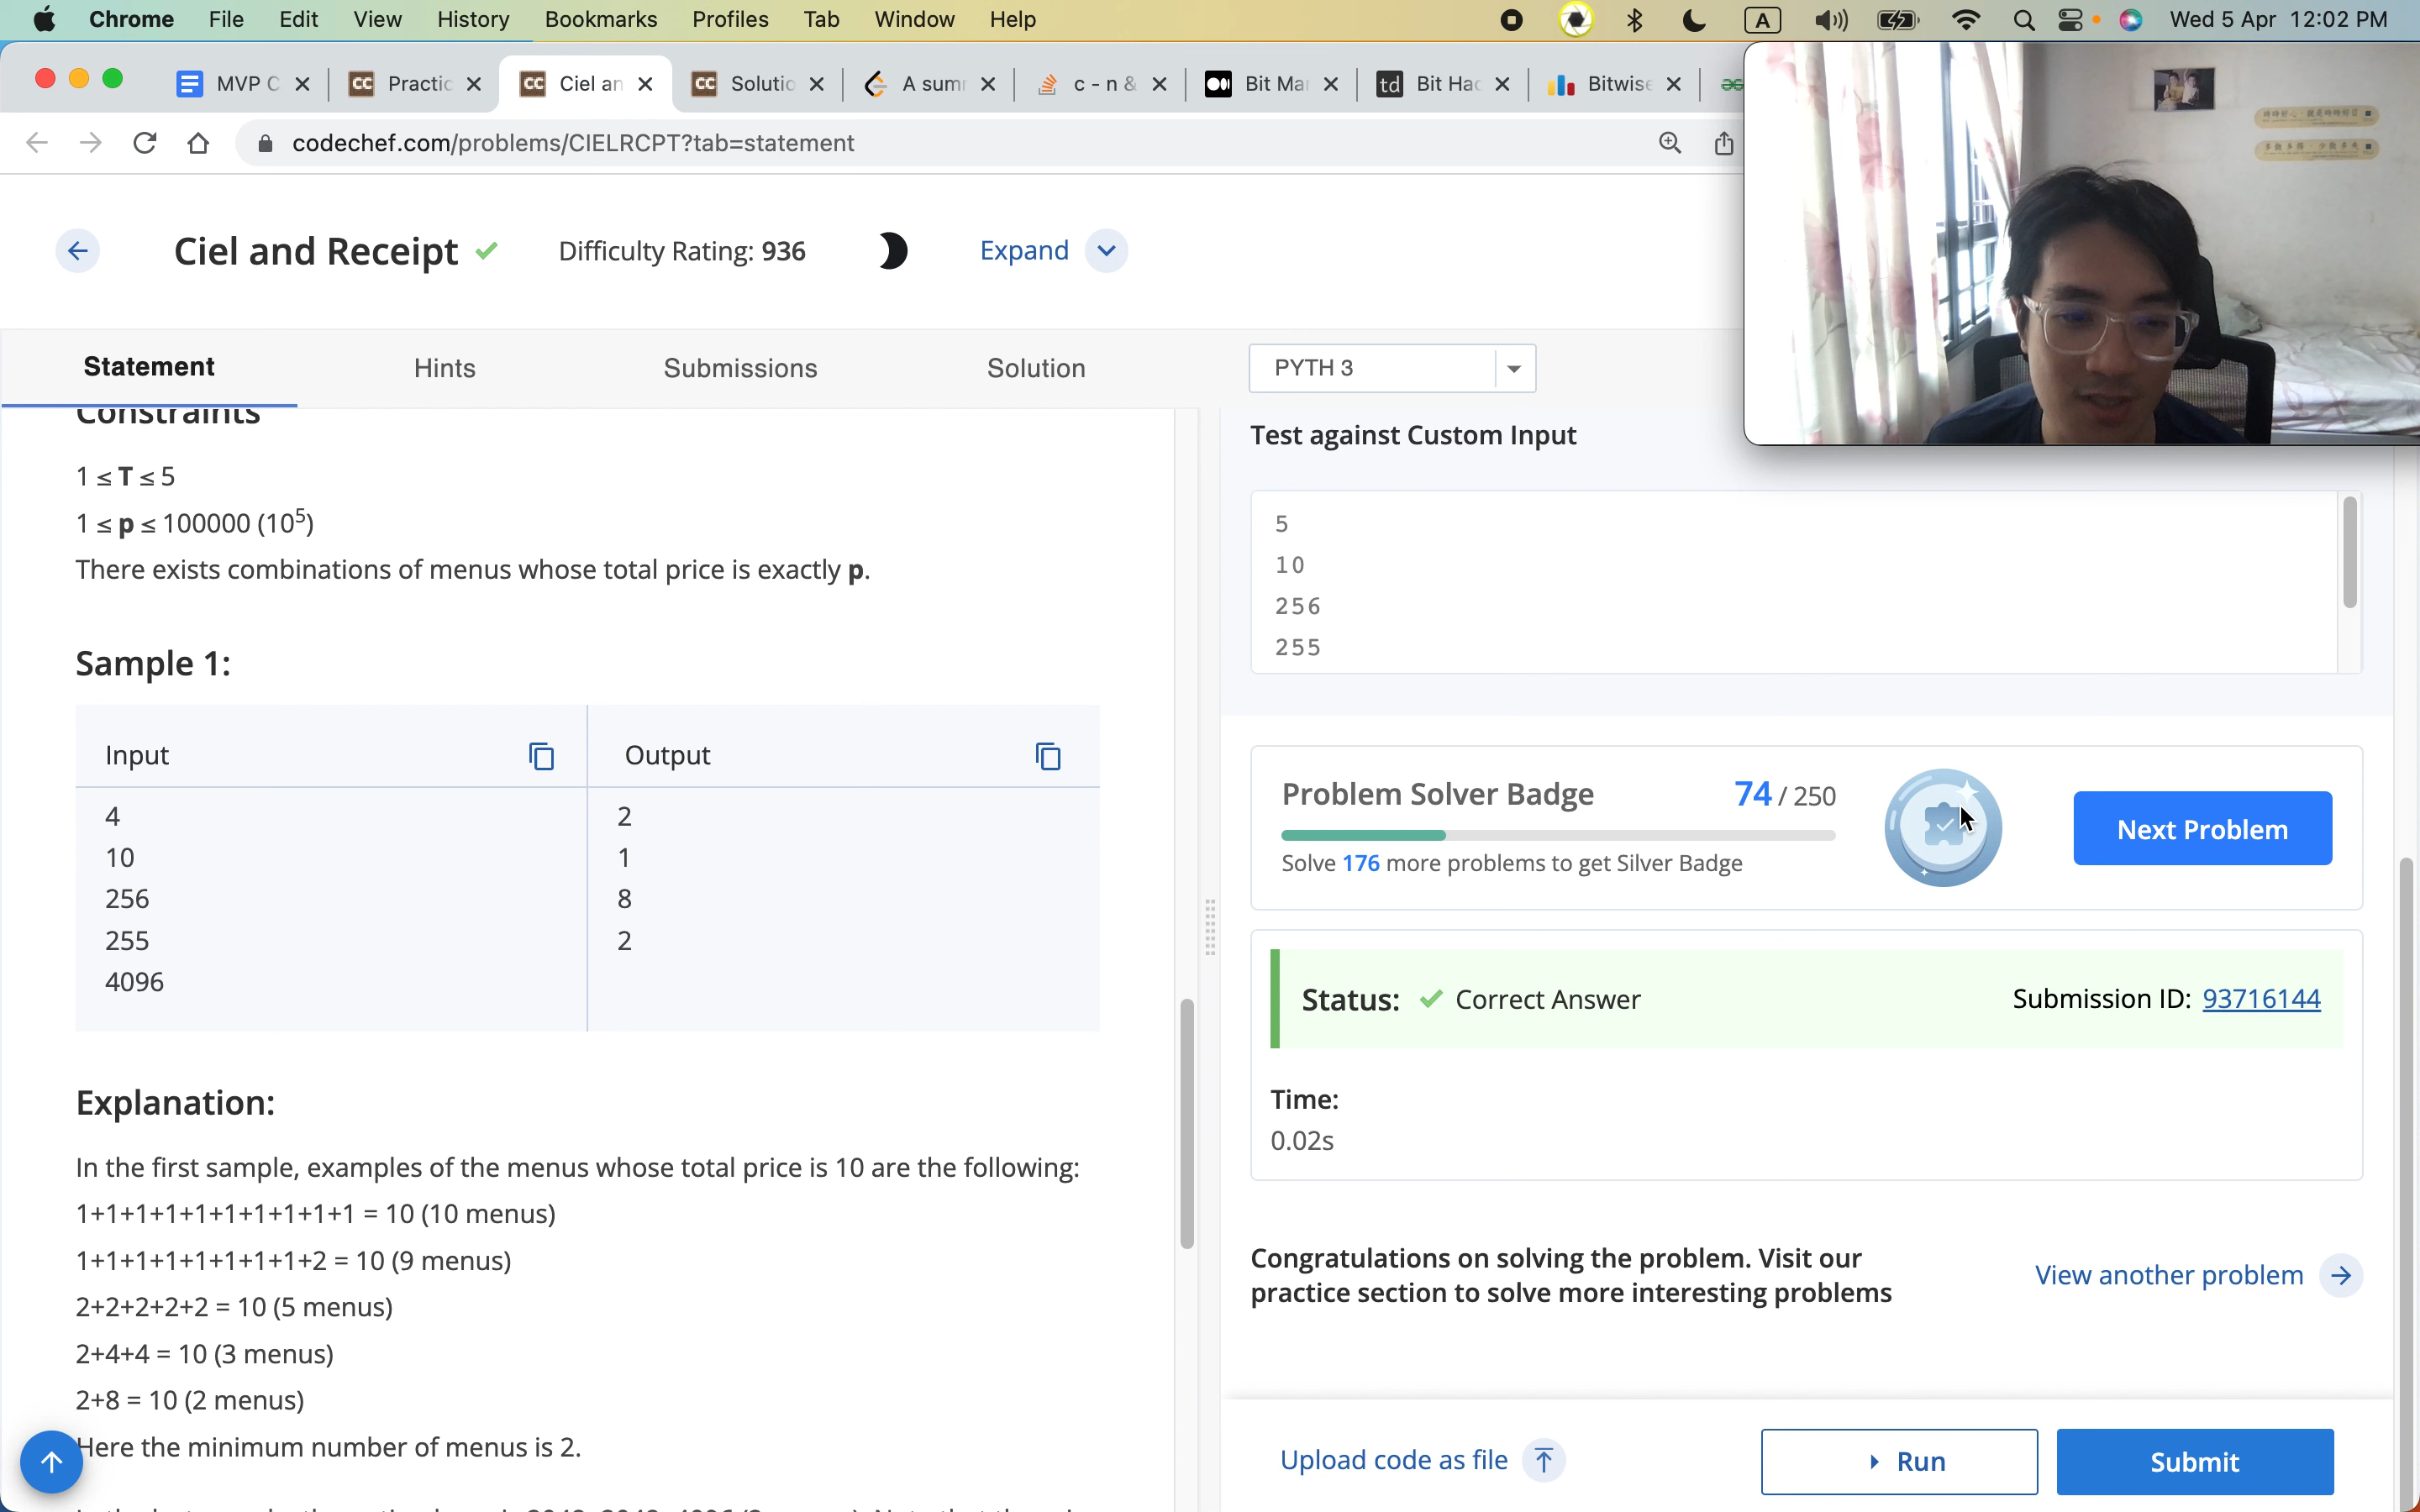 Chrome File Edit View History Bookmarks Profiles Tab Window Help A Wed 5 Apr 12:02 PM
MVP C Practic Ciel an Solutio A sum c - n & Bit Ma Bit Hac Bitwise
codechef.com/problems/CIELRCPT?tab=statement
Ciel and Receipt Difficulty Rating: 936 Expand
Statement Hints Submissions Solution PYTH 3
Constraints
1 ≤ T ≤ 5
1 ≤ p ≤ 100000 (10⁵)
There exists combinations of menus whose total price is exactly p.
Sample 1:
Input Output
4 2
10 1
256 8
255 2
4096
Explanation:
In the first sample, examples of the menus whose total price is 10 are the following:
1+1+1+1+1+1+1+1+1+1 = 10 (10 menus)
1+1+1+1+1+1+1+1+2 = 10 (9 menus)
2+2+2+2+2 = 10 (5 menus)
2+4+4 = 10 (3 menus)
2+8 = 10 (2 menus)
Here the minimum number of menus is 2.
Test against Custom Input
5
10
256
255
Problem Solver Badge 74 / 250
Solve 176 more problems to get Silver Badge
Next Problem
Status: Correct Answer Submission ID: 93716144
Time:
0.02s
Congratulations on solving the problem. Visit our
practice section to solve more interesting problems
View another problem
Upload code as file Run Submit